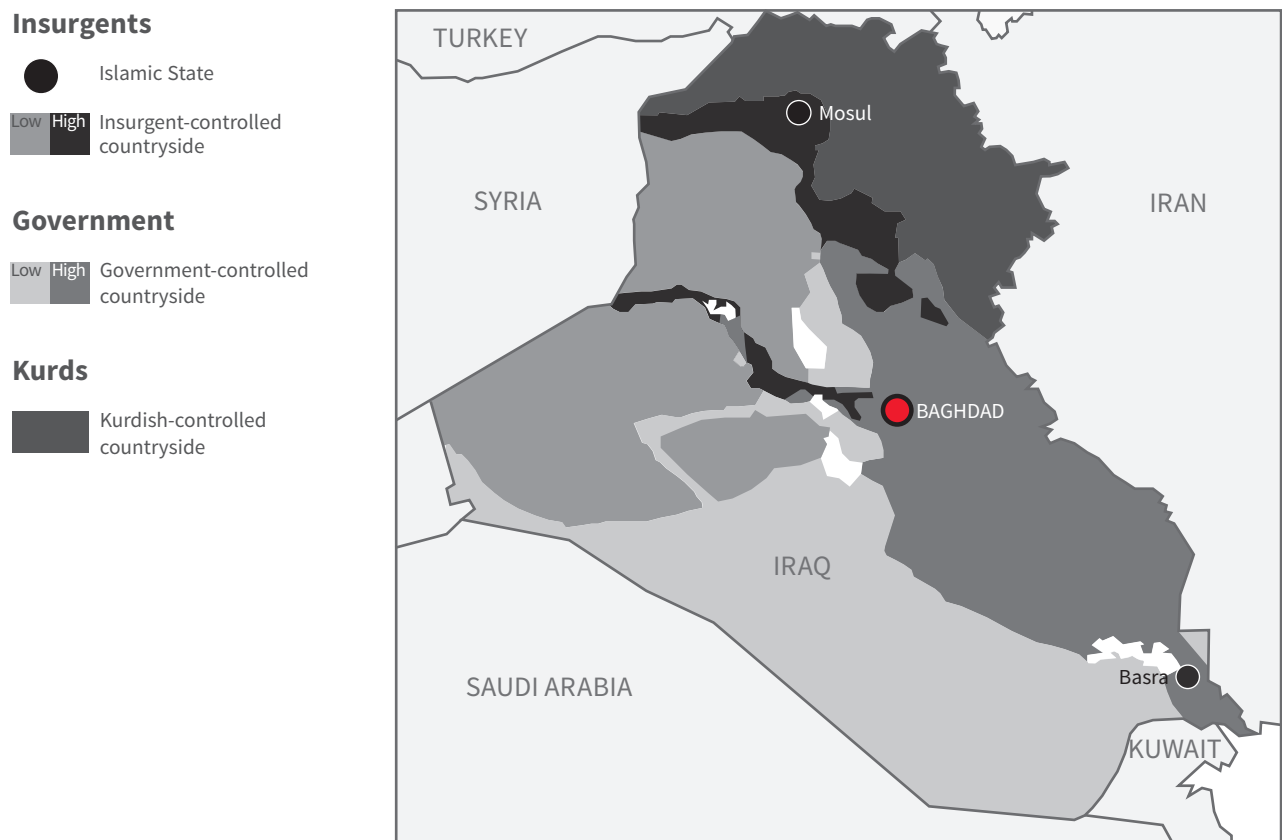 Insurgents
Islamic State
Low High Insurgent-controlled
countryside
Government
Low High Government-controlled
countryside
Kurds
Kurdish-controlled
countryside
TURKEY
Mosul
SYRIA
IRAN
BAGHDAD
IRAQ
SAUDI ARABIA
Basra
KUWAIT